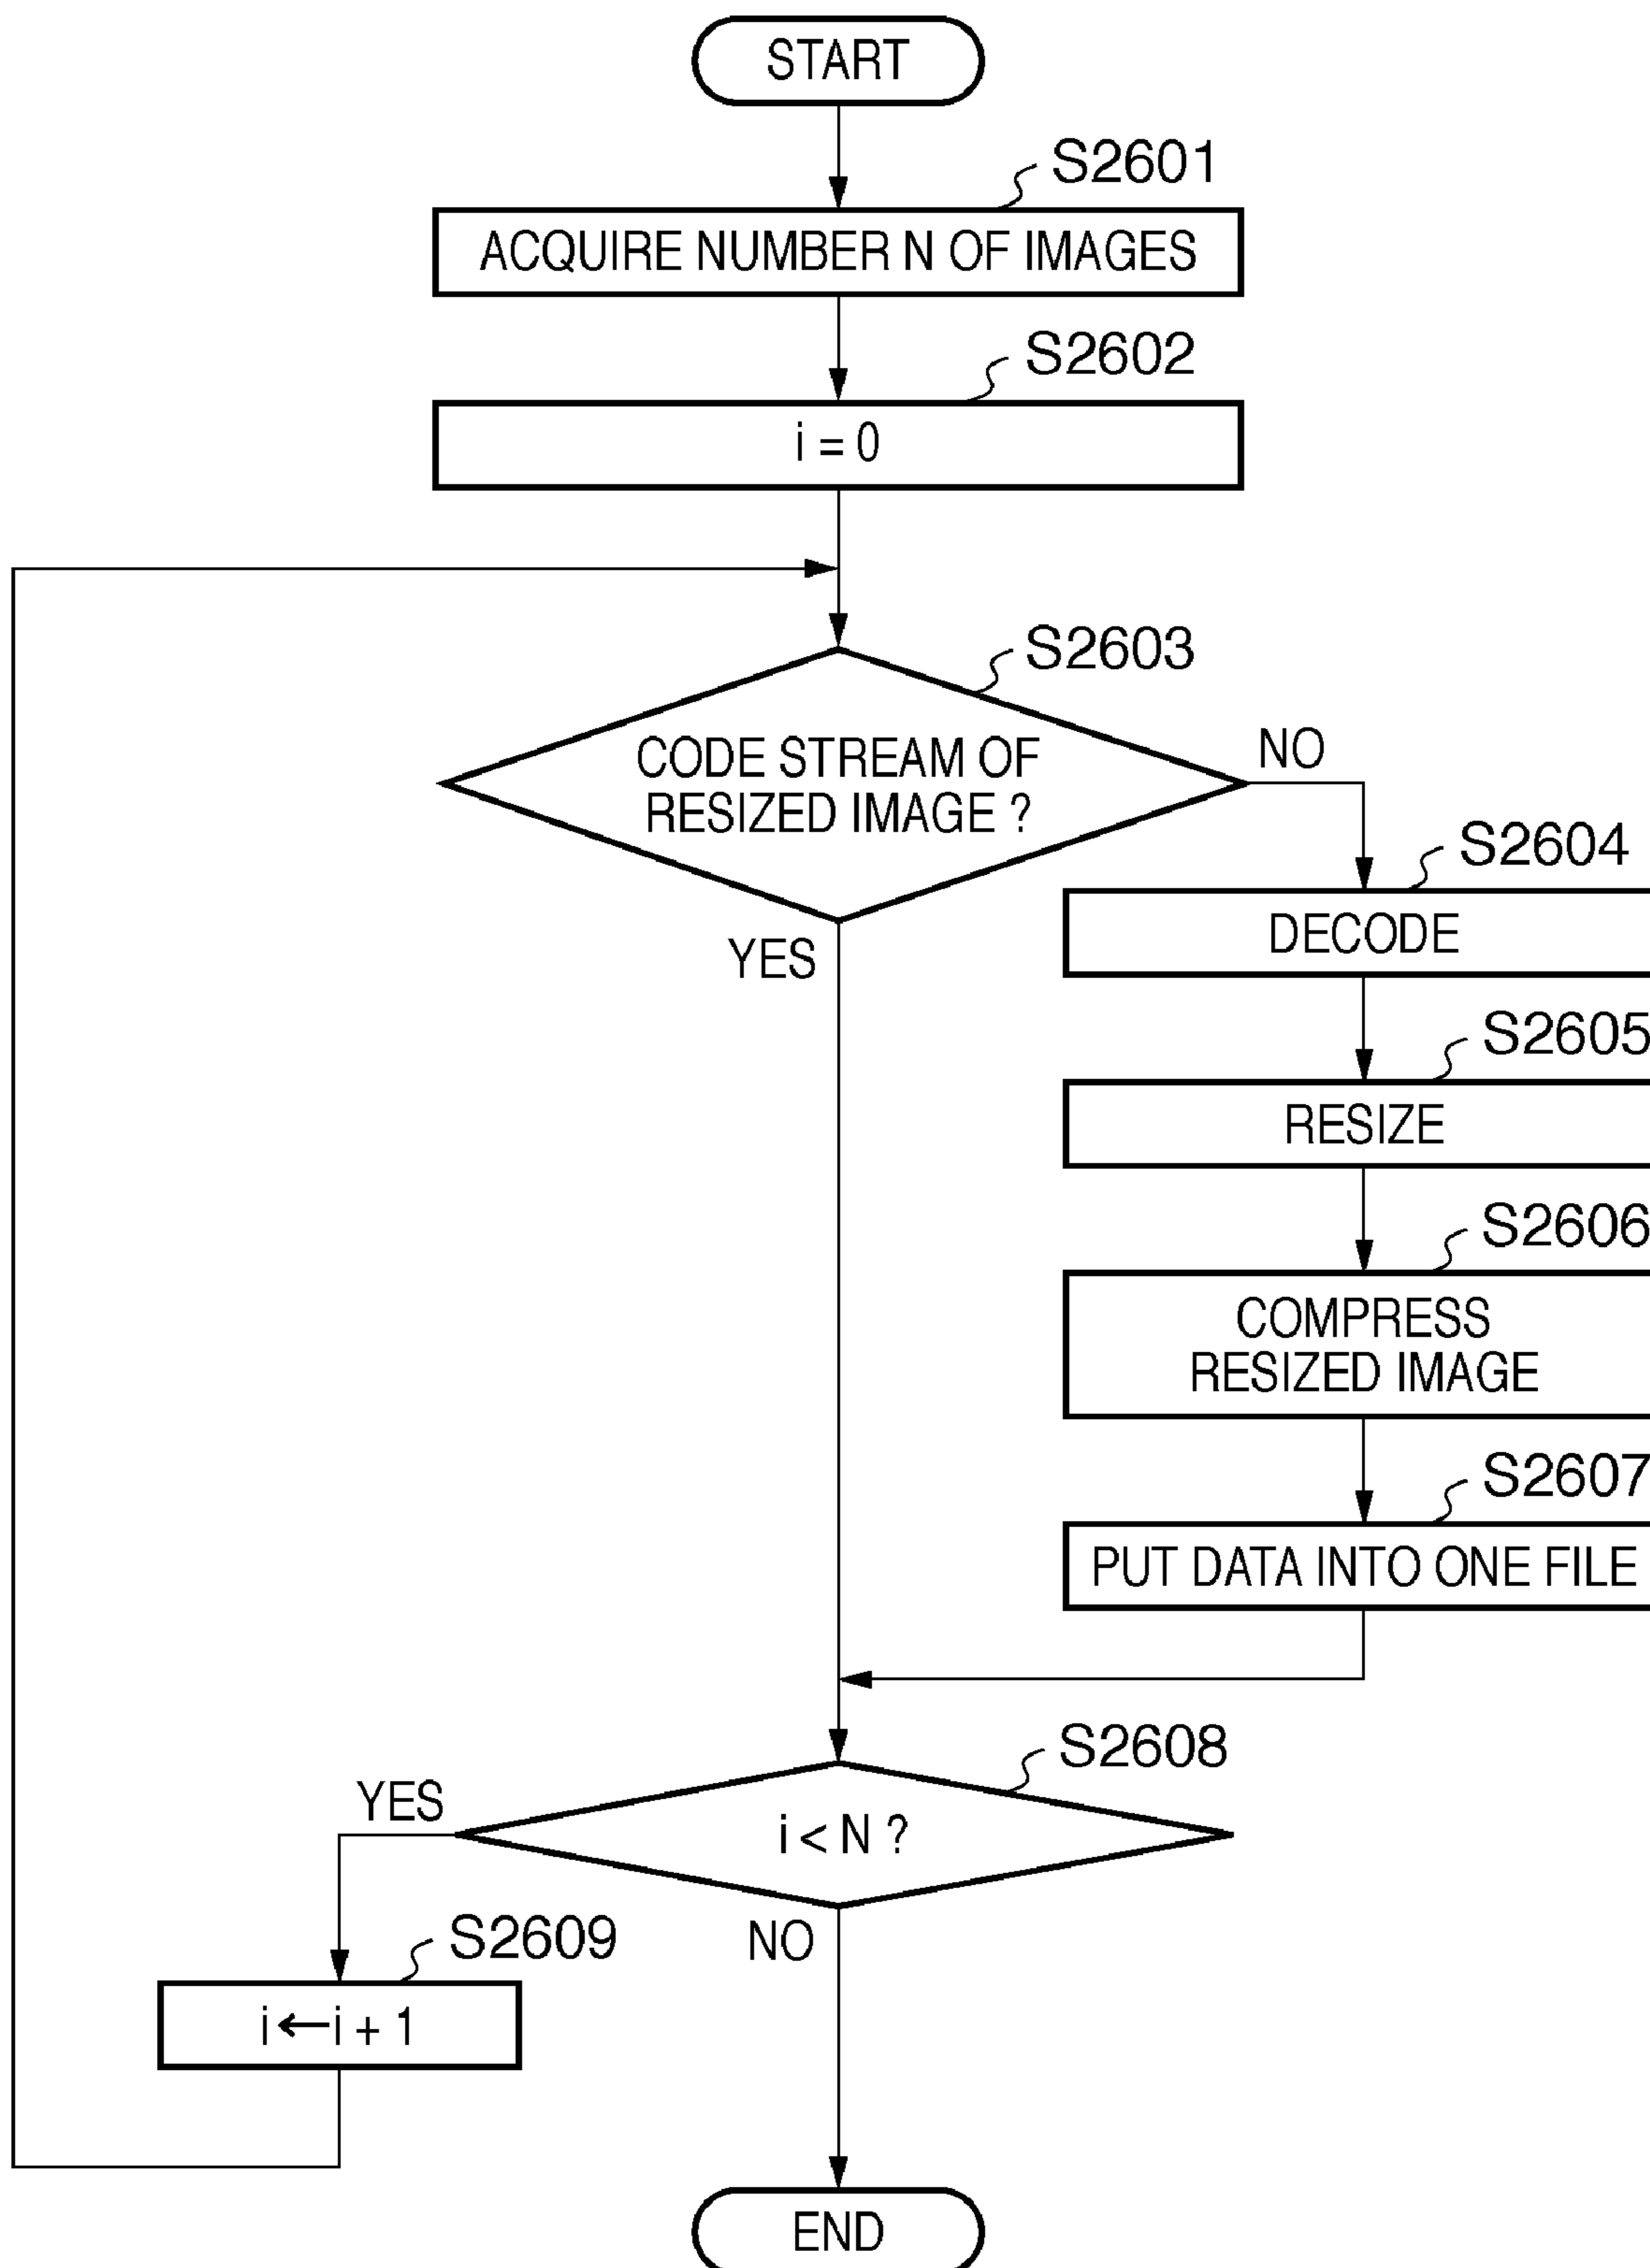 START
S2601
ACQUIRE NUMBER N OF IMAGES
S2602
i = 0
S2603
CODE STREAM OF
RESIZED IMAGE ?
NO
YES
S2604
DECODE
S2605
RESIZE
S2606
COMPRESS
RESIZED IMAGE
S2607
PUT DATA INTO ONE FILE
S2608
i < N ?
YES
NO
S2609
i ← i + 1
END